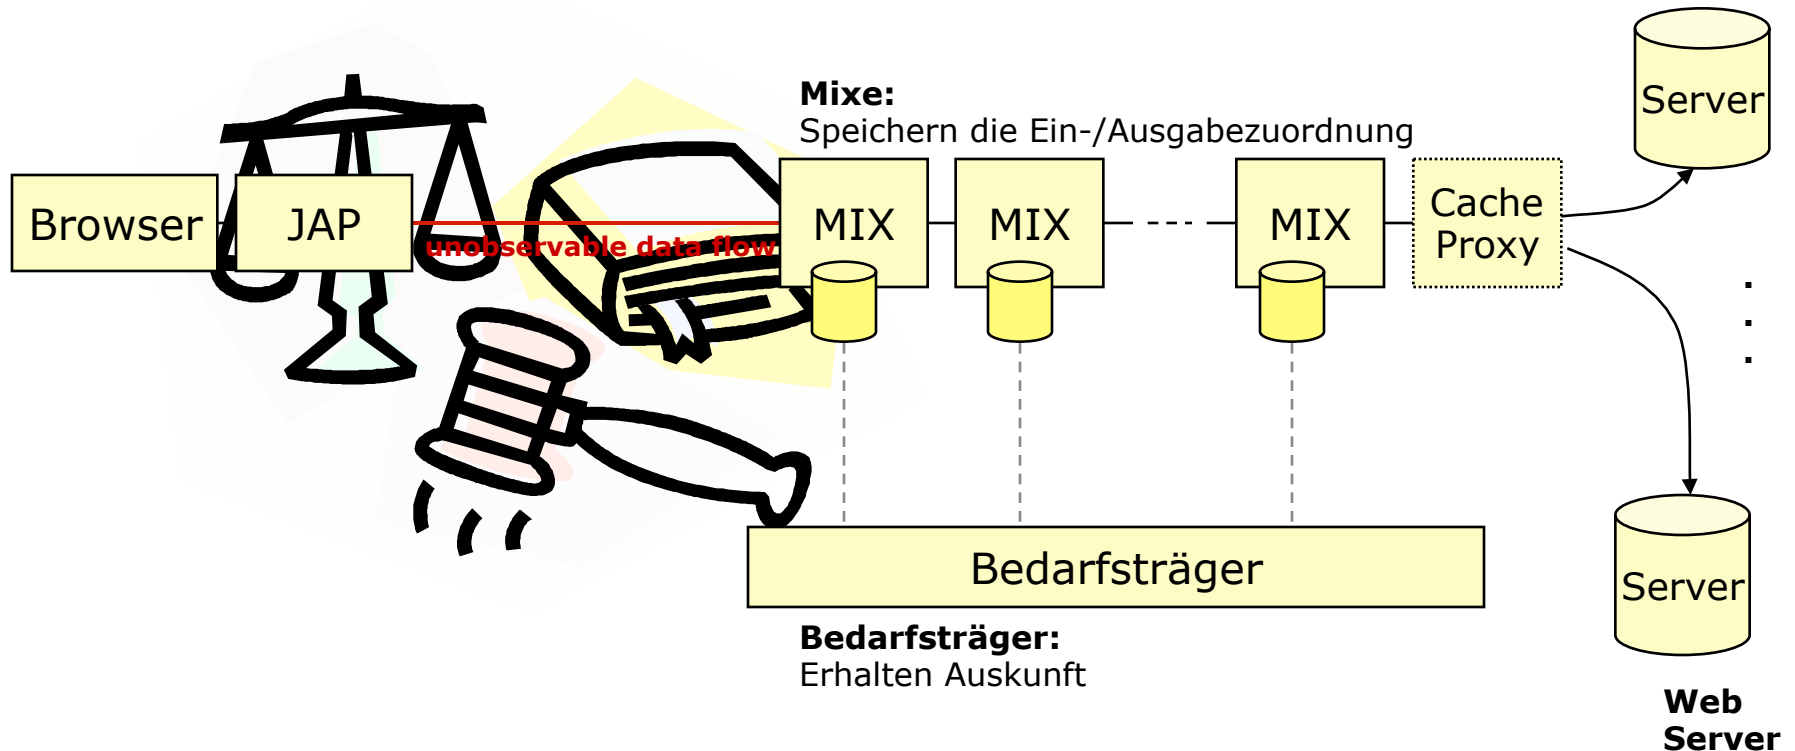 Mixe:
Speichern die Ein-/Ausgabezuordnung
Server
Browser
JAP
unobservable data flow
MIX
MIX
MIX
Cache
Proxy
Server
Bedarfsträger
Bedarfsträger:
Erhalten Auskunft
Web
Server